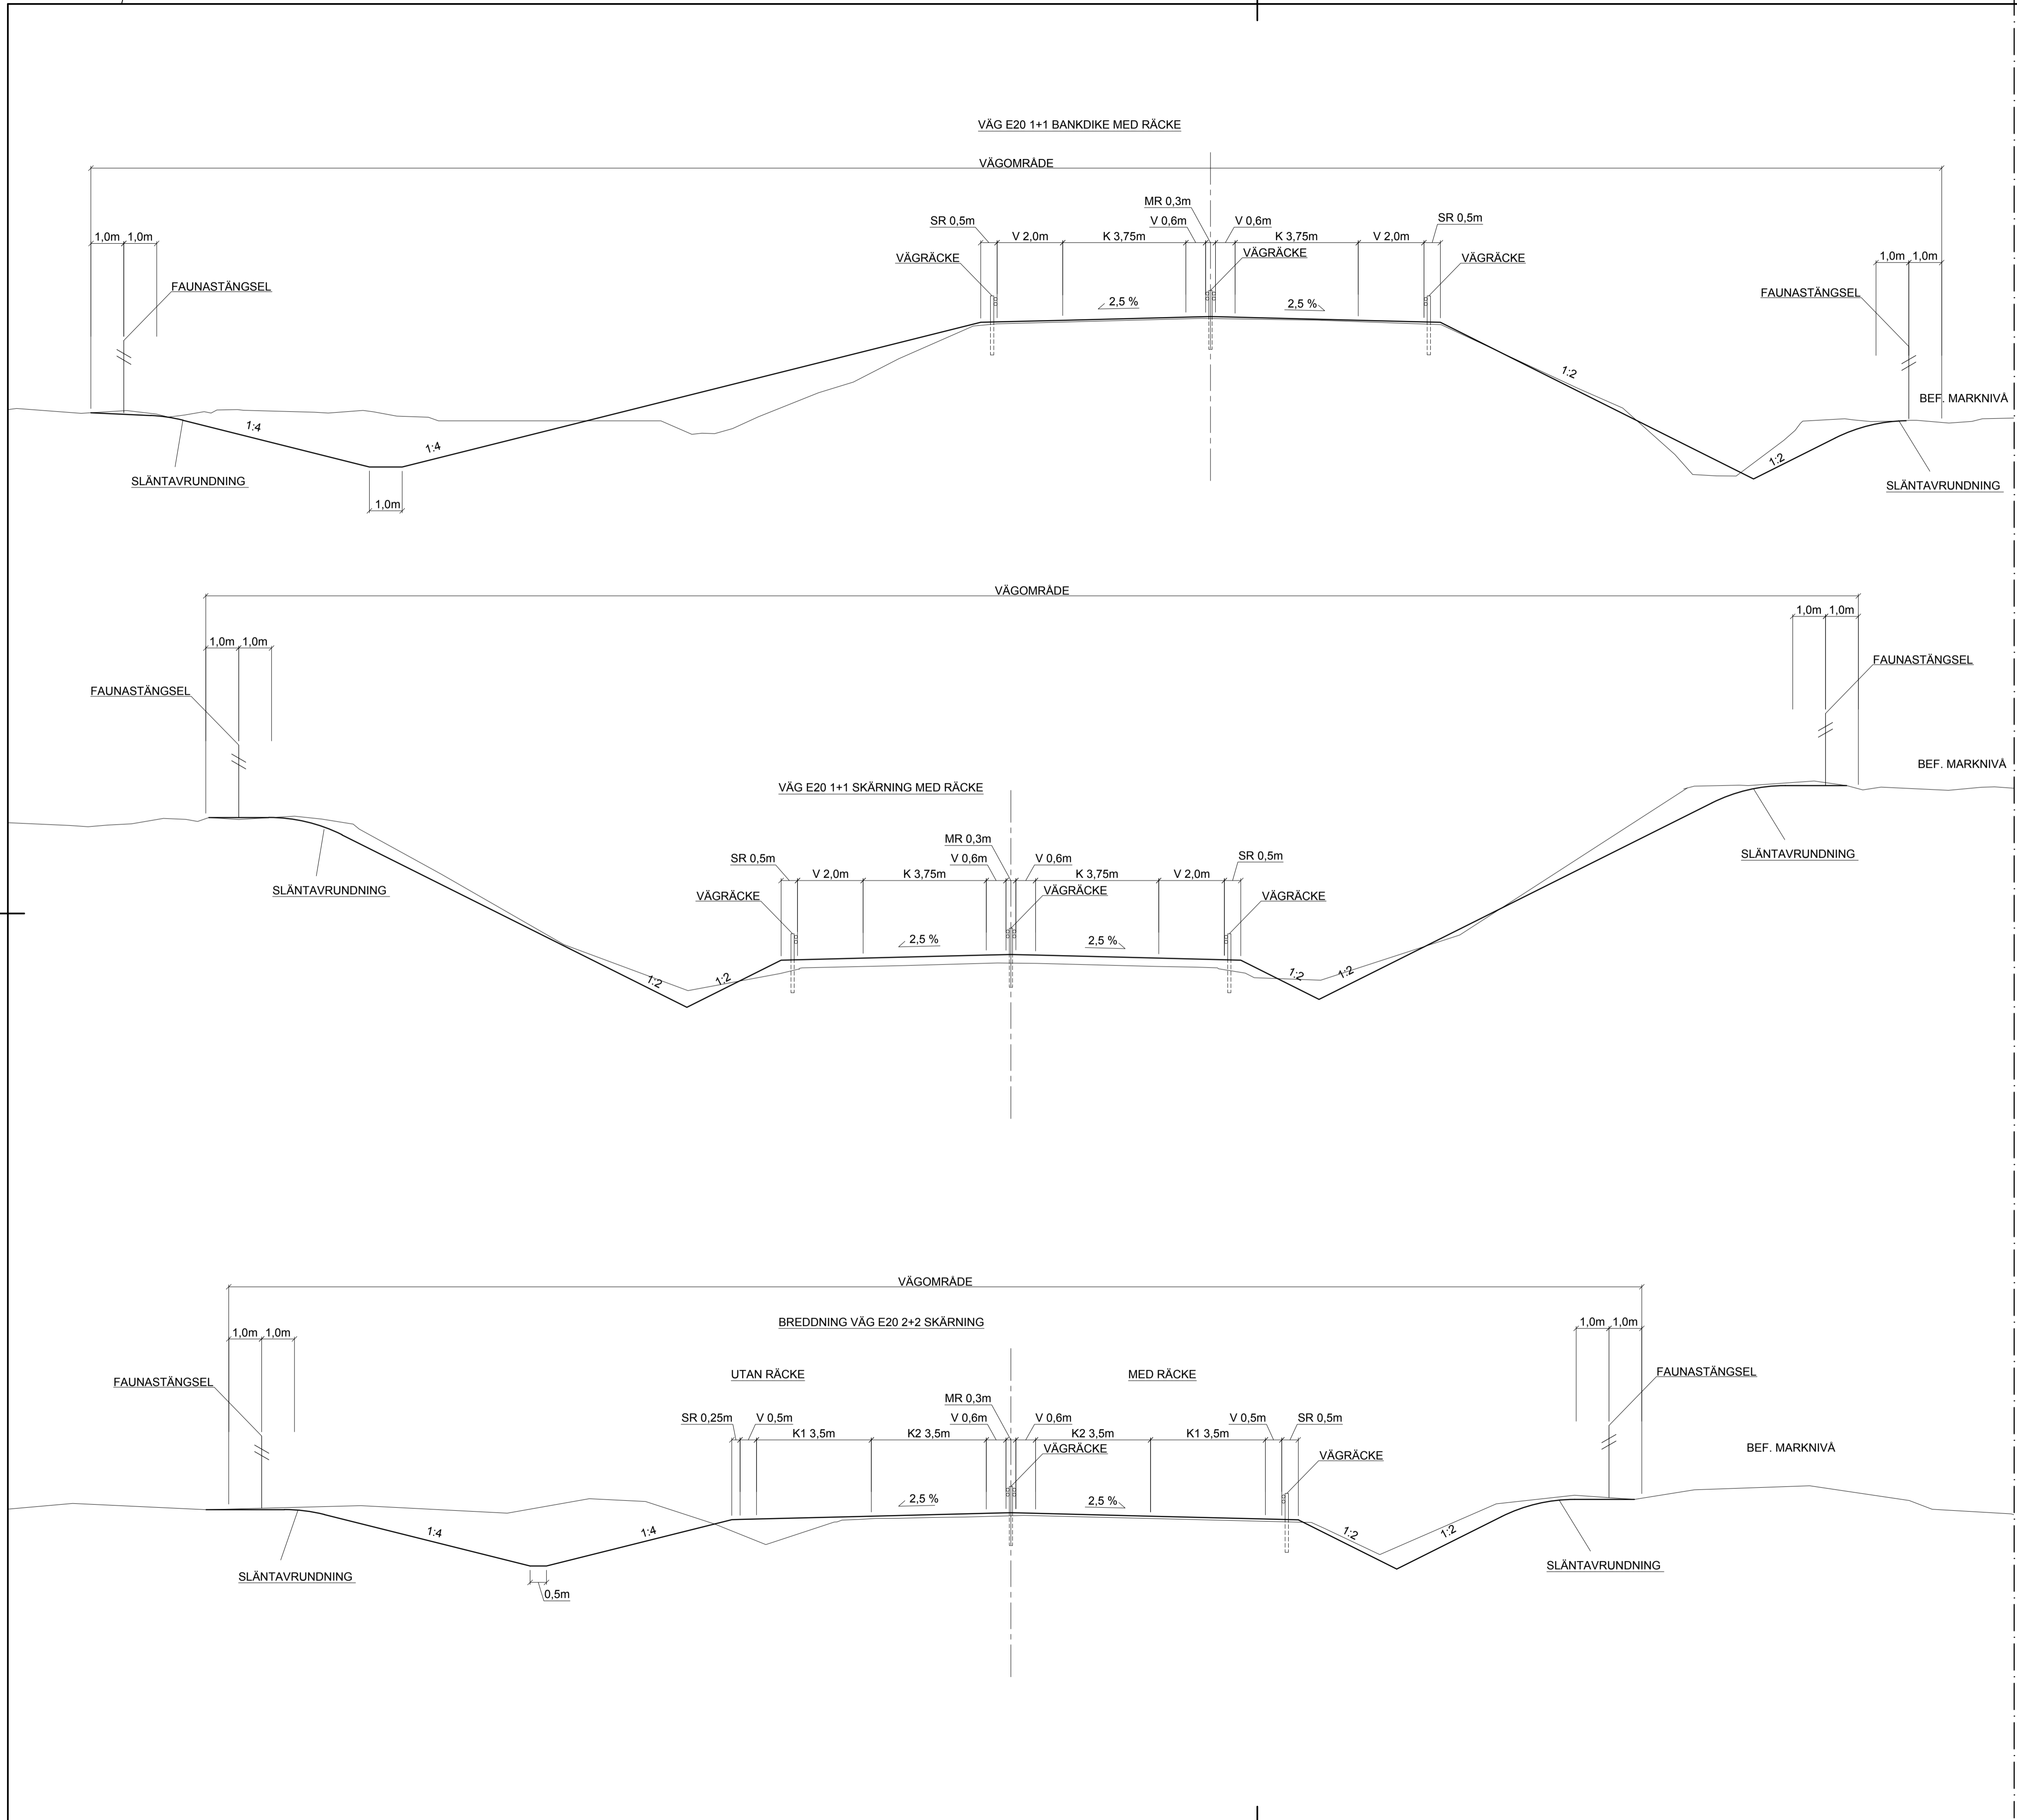 VÄG E20 1+1 BANKDIKE MED RÄCKE
VÄGOMRÅDE
MR 0,3m
SR 0,5m
V 0,6m
V 0,6m
SR 0,5m
1,0m
1,0m
V 2,0m
K 3,75m
K 3,75m
V 2,0m
VÄGRÄCKE
VÄGRÄCKE
VÄGRÄCKE
1,0m
1,0m
FAUNASTÄNGSEL
FAUNASTÄNGSEL
2,5 %
2,5 %
1:2
BEF. MARKNIVÅ
1:4
1:4
1:2
SLÄNTAVRUNDNING
SLÄNTAVRUNDNING
1,0m
VÄGOMRÅDE
1,0m
1,0m
1,0m
1,0m
FAUNASTÄNGSEL
FAUNASTÄNGSEL
BEF. MARKNIVÅ
VÄG E20 1+1 SKÄRNING MED RÄCKE
MR 0,3m
SR 0,5m
V 0,6m
V 0,6m
SR 0,5m
SLÄNTAVRUNDNING
V 2,0m
K 3,75m
K 3,75m
V 2,0m
SLÄNTAVRUNDNING
VÄGRÄCKE
VÄGRÄCKE
VÄGRÄCKE
2,5 %
2,5 %
1:2
1:2
1:2
1:2
VÄGOMRÅDE
BREDDNING VÄG E20 2+2 SKÄRNING
1,0m
1,0m
1,0m
1,0m
FAUNASTÄNGSEL
UTAN RÄCKE
MED RÄCKE
FAUNASTÄNGSEL
MR 0,3m
SR 0,25m
V 0,5m
V 0,6m
V 0,6m
V 0,5m
SR 0,5m
K1 3,5m
K2 3,5m
K2 3,5m
K1 3,5m
VÄGRÄCKE
VÄGRÄCKE
BEF. MARKNIVÅ
2,5 %
2,5 %
1:4
1:4
1:2
1:2
SLÄNTAVRUNDNING
SLÄNTAVRUNDNING
0,5m